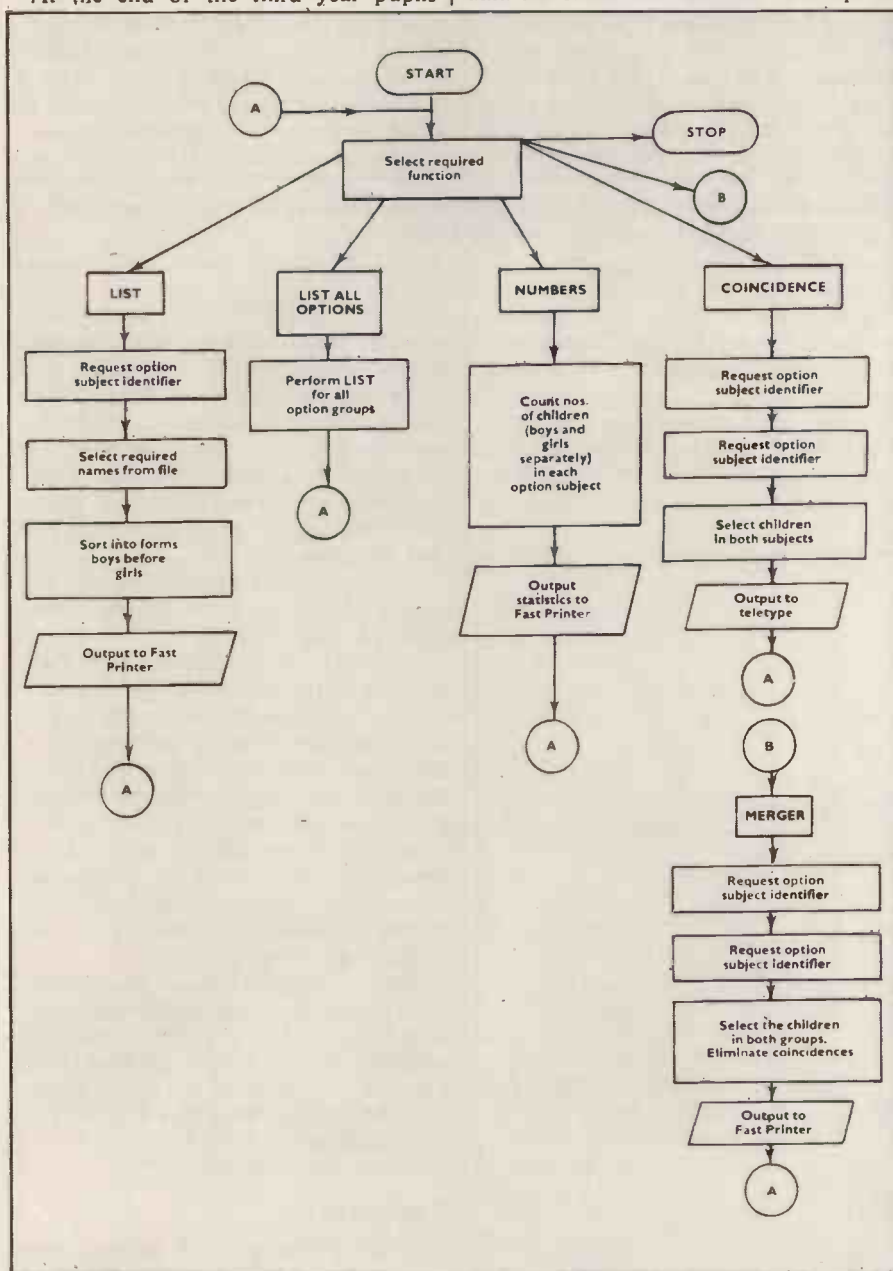 At the end of the third year pupils
START
A
STOP
Select required
function
B
LIST
LIST ALL
OPTIONS
NUMBERS
COINCIDENCE
Request option
subject identifier
Select required
names from file
Sort into forms
boys before
girls
Output to Fast
Printer
A
Perform LIST
for all
option groups
A
Count nos.
of children
(boys and
girls
separately)
in each
option subject
Output
statistics to
Fast Printer
A
Request option
subject identifier
Request option
subject identifier
Select children
in both subjects
Output to
teletype
A
B
MERGER
Request option
subject identifier
Request option
subject identifier
Select the children
in both groups.
Eliminate coincidences
Output to
Fast Printer
A